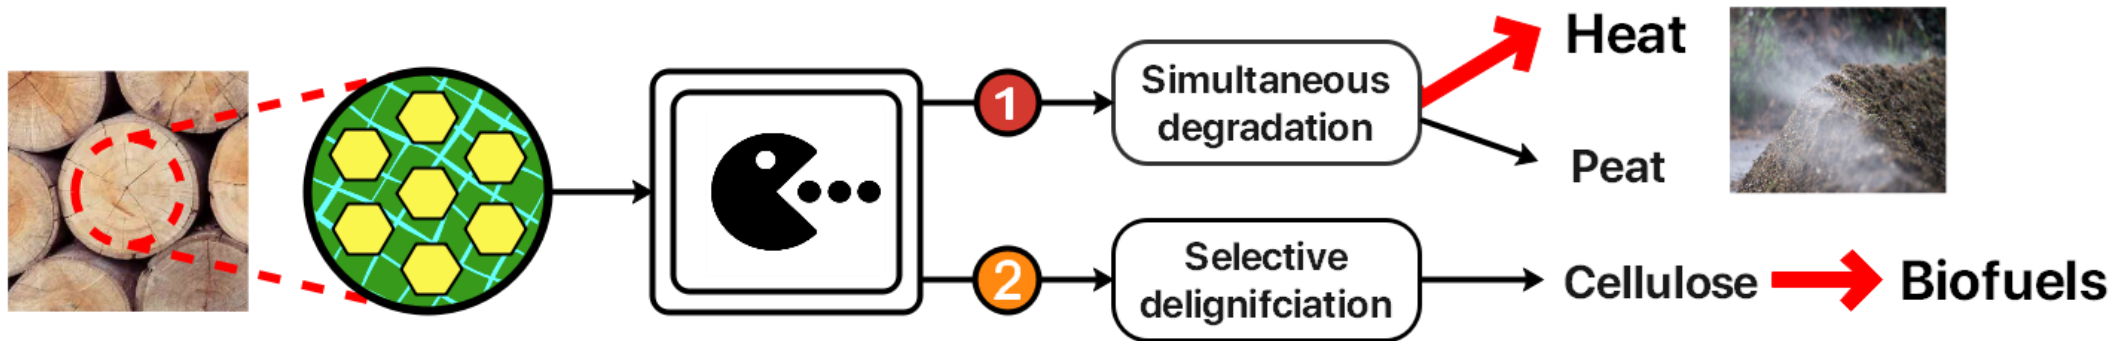 1
Simultaneous
degradation
Heat
Peat
2
Selective
delignifciation
Cellulose
Biofuels